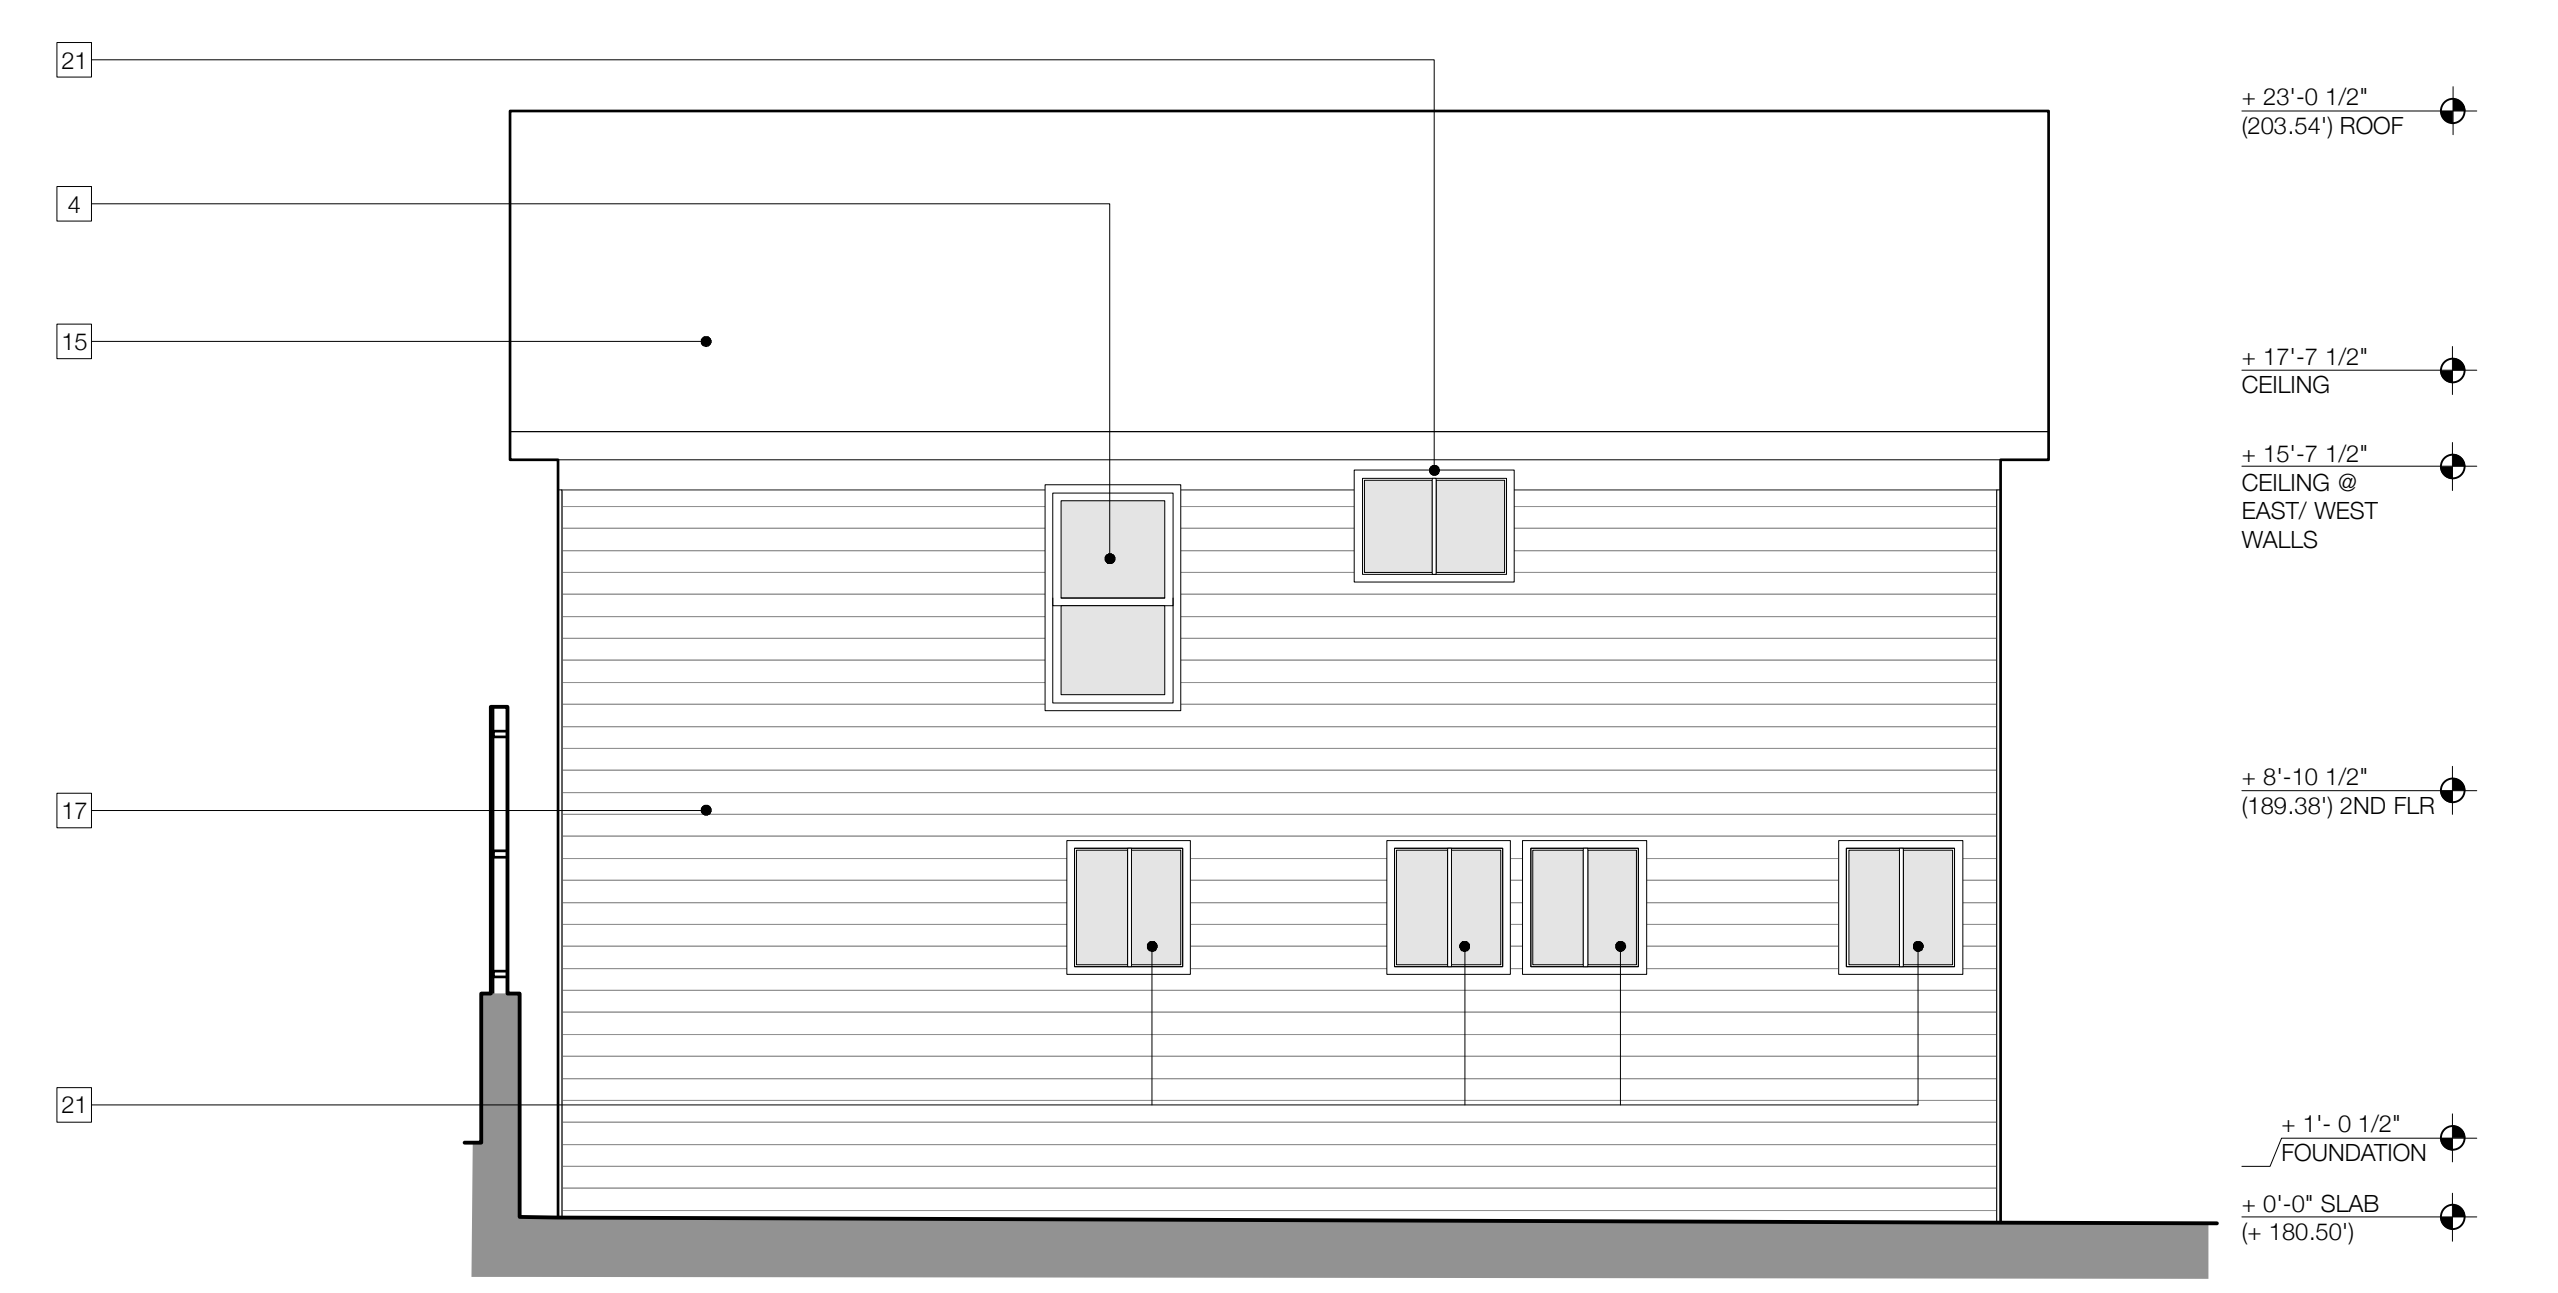 21
+ 23'-0 1/2"
(203.54') ROOF
4
15
+ 17'-7 1/2"
CEILING
+ 15'-7 1/2"
CEILING @
EAST/ WEST
WALLS
+ 8'-10 1/2"
(189.38') 2ND FLR
17
21
+ 1'- 0 1/2"
FOUNDATION
+ 0'-0" SLAB
(+ 180.50')